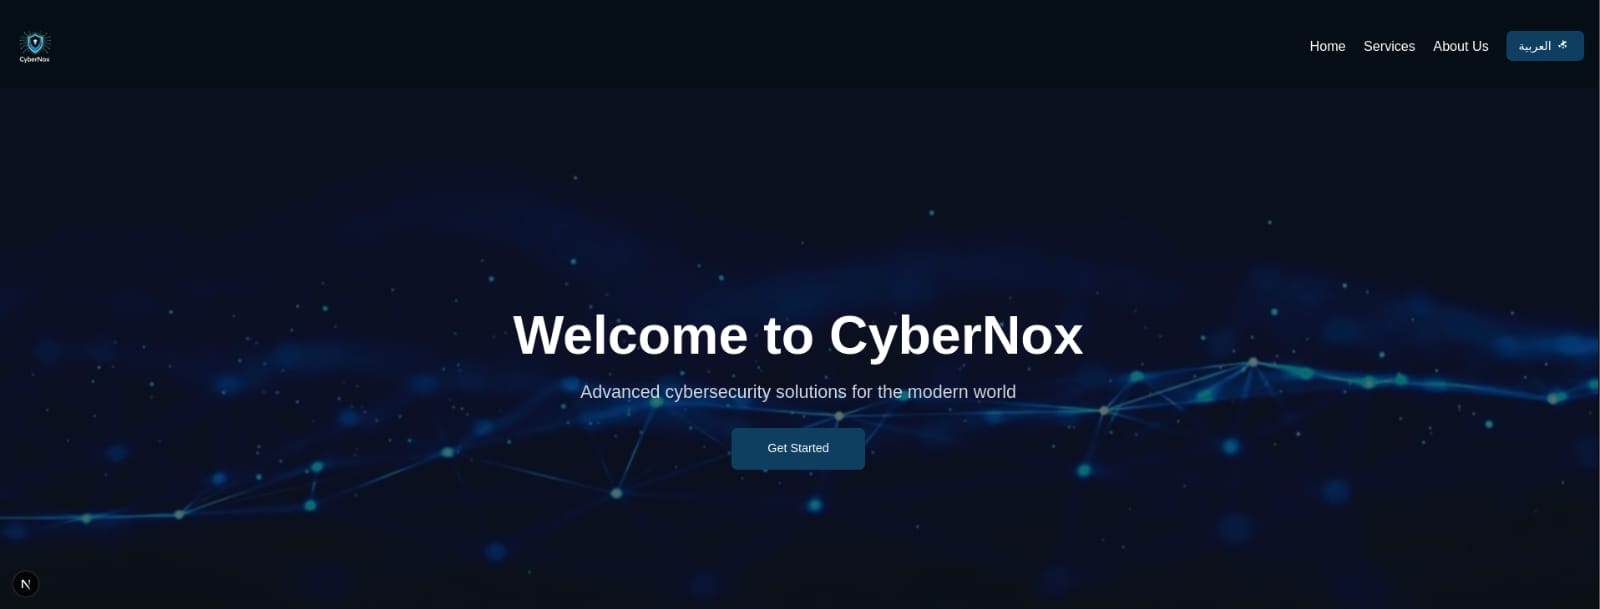 CyberNox
Home Services About Us العربية
Welcome to CyberNox
Advanced cybersecurity solutions for the modern world
Get Started
N